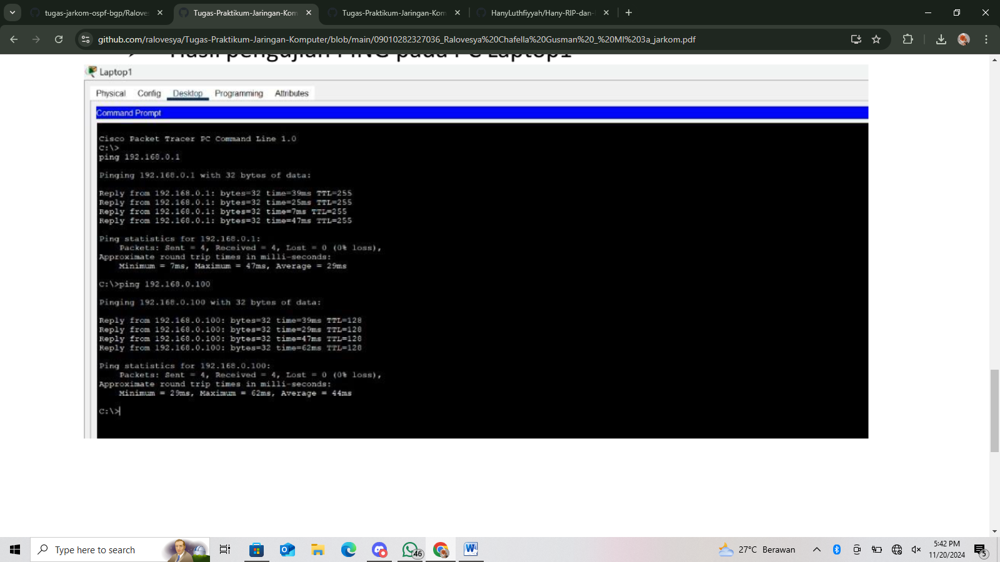 tugas-jarkom-ospf-bgp/Ralove
Tugas-Praktikum-Jaringan-Kom
Tugas-Praktikum-Jaringan-Kom
HanyLuthfiyyah/Hany-RIP-dan-
github.com/ralovesya/Tugas-Praktikum-Jaringan-Komputer/blob/main/09010282327036_Ralovesya%20Chafella%20Gusman%20_%20MI%203a_jarkom.pdf
Hasil pengujian PING pada PC Laptop1
Laptop1
Physical Config Desktop Programming Attributes
Command Prompt
Cisco Packet Tracer PC Command Line 1.0
C:\>
ping 192.168.0.1
Pinging 192.168.0.1 with 32 bytes of data:
Reply from 192.168.0.1: bytes=32 time=39ms TTL=255
Reply from 192.168.0.1: bytes=32 time=25ms TTL=255
Reply from 192.168.0.1: bytes=32 time=7ms TTL=255
Reply from 192.168.0.1: bytes=32 time=47ms TTL=255
Ping statistics for 192.168.0.1:
Packets: Sent = 4, Received = 4, Lost = 0 (0% loss),
Approximate round trip times in milli-seconds:
Minimum = 7ms, Maximum = 47ms, Average = 29ms
C:\>ping 192.168.0.100
Pinging 192.168.0.100 with 32 bytes of data:
Reply from 192.168.0.100: bytes=32 time=39ms TTL=128
Reply from 192.168.0.100: bytes=32 time=29ms TTL=128
Reply from 192.168.0.100: bytes=32 time=47ms TTL=128
Reply from 192.168.0.100: bytes=32 time=62ms TTL=128
Ping statistics for 192.168.0.100:
Packets: Sent = 4, Received = 4, Lost = 0 (0% loss),
Approximate round trip times in milli-seconds:
Minimum = 29ms, Maximum = 62ms, Average = 44ms
C:\>
Type here to search
46
27°C Berawan
5:42 PM
11/20/2024
5